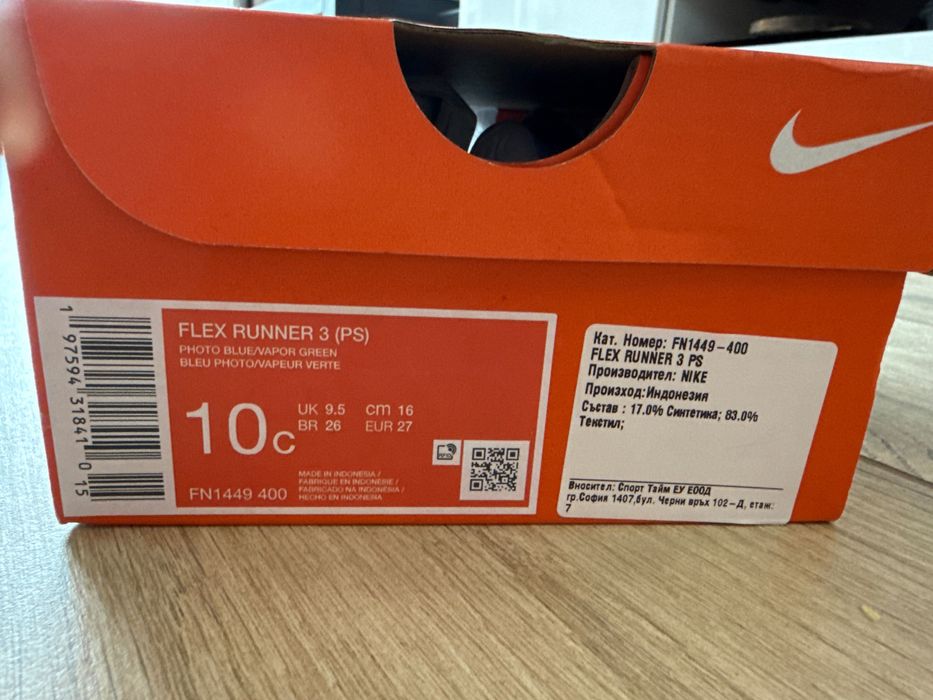 1 97594 31841 0 15
FLEX RUNNER 3 (PS)
PHOTO BLUE/VAPOR GREEN
BLEU PHOTO/VAPEUR VERTE
10C
UK 9.5 cm 16
BR 26 EUR 27
MADE IN INDONESIA /
FABRIQUE EN INDONESIE /
FABRICADO NA INDONÉSIA /
HECHO EN INDONESIA
FN1449 400
Кат. Номер: FN1449-400
FLEX RUNNER 3 PS
Производител: NIKE
Произход:Индонезия
Състав : 17.0% Синтетика; 83.0%
Текстил;
Вносител: Спорт Тайм ЕУ ЕООД
гр.София 1407,бул. Черни връх 102-Д, етаж:
7